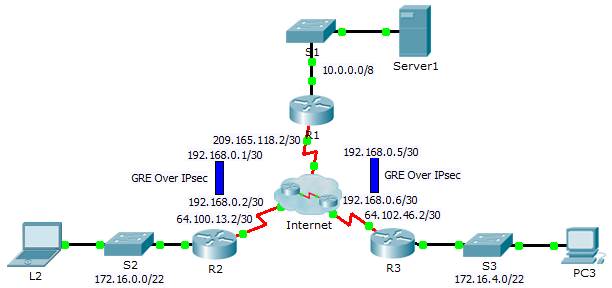 S1
Server1
10.0.0.0/8
R1
209.165.118.2/30
192.168.0.1/30
192.168.0.5/30
GRE Over IPsec
GRE Over IPsec
192.168.0.2/30
192.168.0.6/30
64.100.13.2/30
64.102.46.2/30
Internet
L2
S2
R2
R3
S3
PC3
172.16.0.0/22
172.16.4.0/22